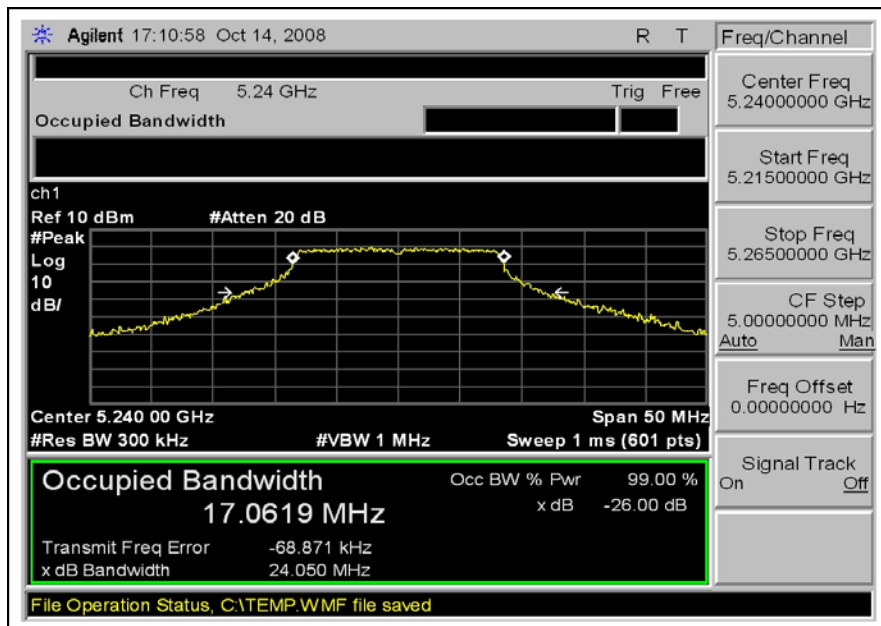 Agilent 17:10:58 Oct 14, 2008 R T
Freq/Channel
Ch Freq 5.24 GHz Trig Free
Occupied Bandwidth
Center Freq
5.24000000 GHz
Start Freq
5.21500000 GHz
Stop Freq
5.26500000 GHz
CF Step
5.00000000 MHz
Auto Man
Freq Offset
0.00000000 Hz
Signal Track
On Off
ch1
Ref 10 dBm #Atten 20 dB
#Peak
Log
10
dB/
Center 5.240 00 GHz Span 50 MHz
#Res BW 300 kHz #VBW 1 MHz Sweep 1 ms (601 pts)
Occupied Bandwidth
17.0619 MHz
Occ BW % Pwr 99.00 %
x dB -26.00 dB
Transmit Freq Error -68.871 kHz
x dB Bandwidth 24.050 MHz
File Operation Status, C:\TEMP.WMF file saved